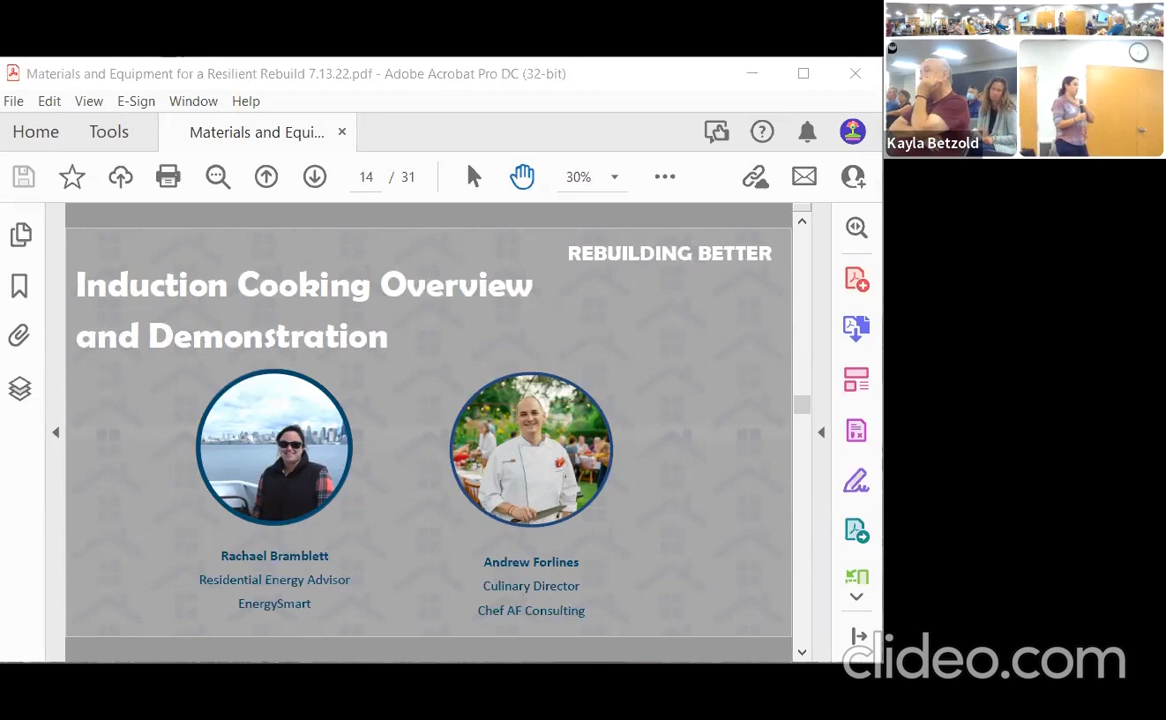 Materials and Equipment for a Resilient Rebuild 7.13.22.pdf - Adobe Acrobat Pro DC (32-bit)
File Edit View E-Sign Window Help
Home Tools Materials and Equi...
14 / 31 30%
REBUILDING BETTER
Induction Cooking Overview
and Demonstration
Rachael Bramblett
Residential Energy Advisor
EnergySmart
Andrew Forlines
Culinary Director
Chef AF Consulting
Kayla Betzold
clideo.com